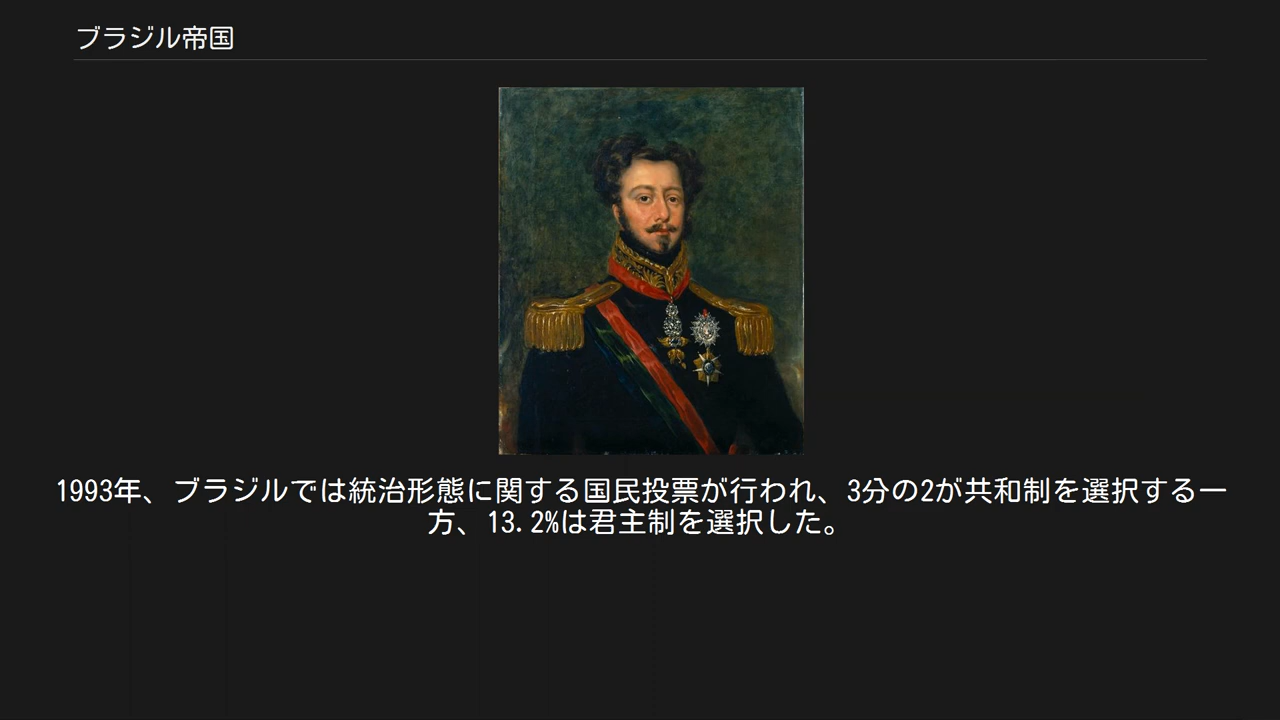 ブラジル帝国
1993年、ブラジルでは統治形態に関する国民投票が行われ、3分の2が共和制を選択する一
方、13.2%は君主制を選択した。